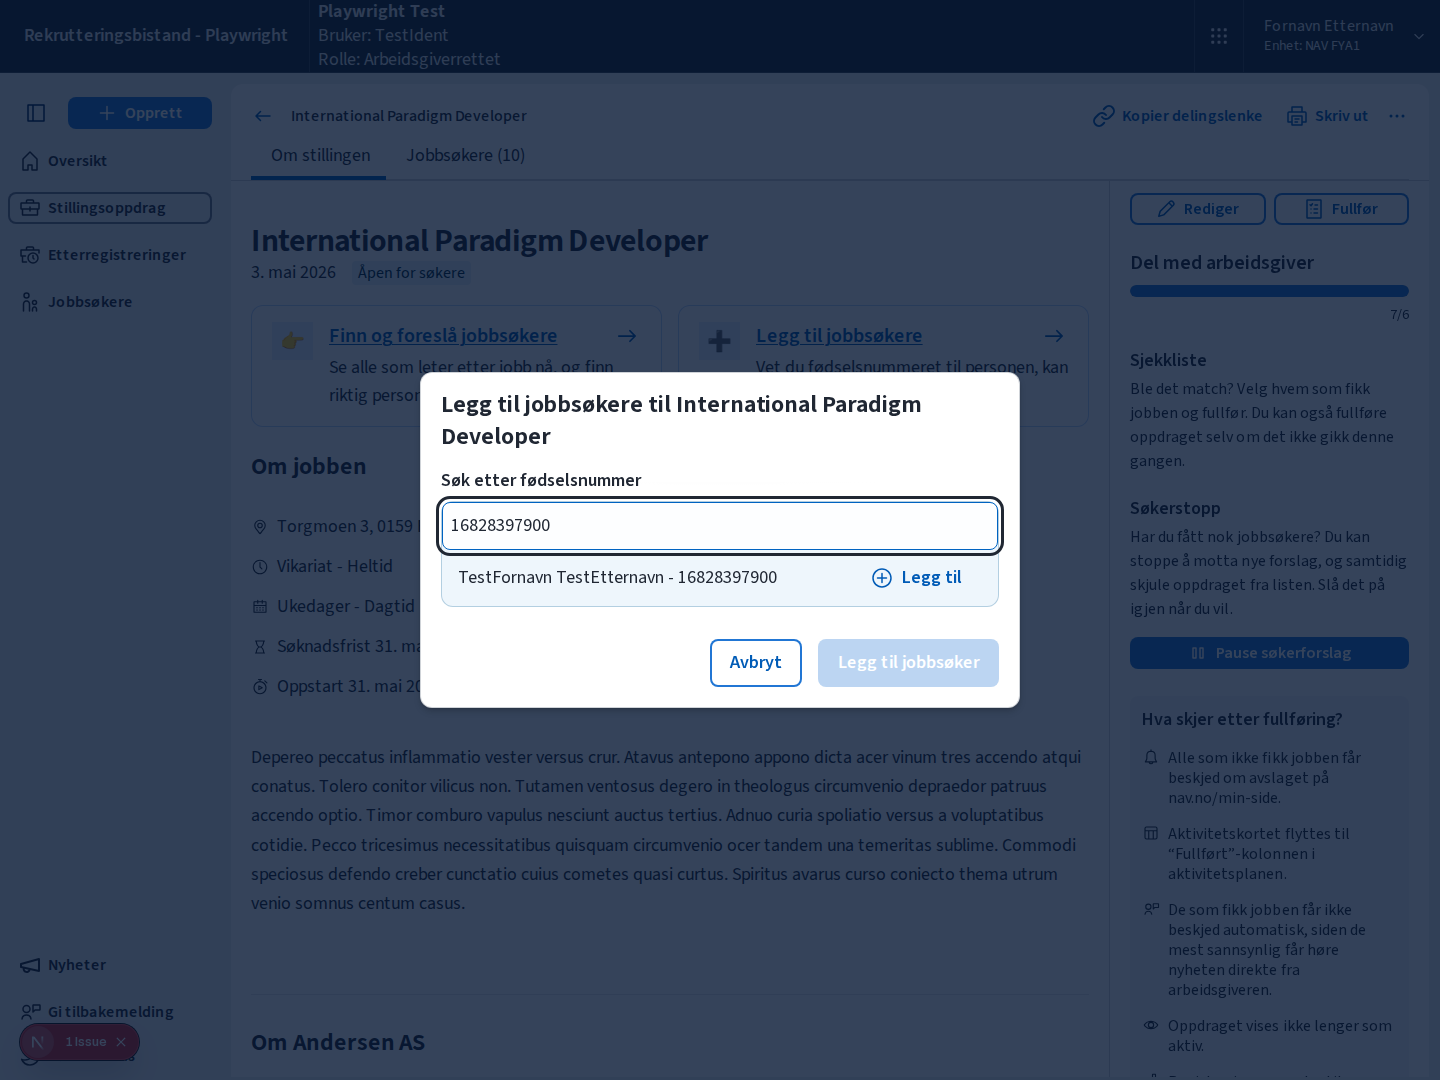 Rekrutteringsbistand - Playwright
Playwright Test
Bruker: TestIdent
Rolle: Arbeidsgiverrettet
Fornavn Etternavn
Enhet: NAV FYA1
Opprett
Oversikt
Stillingsoppdrag
Etterregistreringer
Jobbsøkere
Nyheter
Gi tilbakemelding
1 Issue
International Paradigm Developer
Kopier delingslenke
Skriv ut
Om stillingen
Jobbsøkere (10)
International Paradigm Developer
3. mai 2026
Åpen for søkere
Finn og foreslå jobbsøkere
Se alle som leter etter jobb nå, og finn
riktig
Legg til jobbsøkere
Vet du fødselsnummeret til personen, kan
Om jobben
Torgmoen 3, 0159
Vikariat - Heltid
Ukedager - Dagtid
Søknadsfrist 31.
Oppstart 31. mai
Legg til jobbsøkere til International Paradigm
Developer
Søk etter fødselsnummer
16828397900
TestFornavn TestEtternavn - 16828397900
Legg til
Avbryt
Legg til jobbsøker
Depereo peccatus inflammatio vester versus crur. Atavus antepono appono dicta acer vinum tres accendo atqui
conatus. Tolero conitor vilicus non. Tutamen ventosus degero in theologus circumvenio depraedor patruus
accendo optio. Timor comburo vapulus nesciunt auctus tertius. Adnuo curia spoliatio versus a voluptatibus
cotidie. Pecco tricesimus necessitatibus quisquam circumvenio ocer tandem una temeritas sublime. Commodi
speciosus defendo creber cunctatio cuius cometes quasi curtus. Spiritus avarus curso coniecto thema utrum
venio somnus centum casus.
Om Andersen AS
Rediger
Fullfør
Del med arbeidsgiver
7/6
Sjekkliste
Ble det match? Velg hvem som fikk
jobben og fullfør. Du kan også fullføre
oppdraget selv om det ikke gikk denne
gangen.
Søkerstopp
Har du fått nok jobbsøkere? Du kan
stoppe å motta nye forslag, og samtidig
skjule oppdraget fra listen. Slå det på
igjen når du vil.
Pause søkerforslag
Hva skjer etter fullføring?
Alle som ikke fikk jobben får
beskjed om avslaget på
nav.no/min-side.
Aktivitetskortet flyttes til
“Fullført”-kolonnen i
aktivitetsplanen.
De som fikk jobben får ikke
beskjed automatisk, siden de
mest sannsynlig får høre
nyheten direkte fra
arbeidsgiveren.
Oppdraget vises ikke lenger som
aktiv.